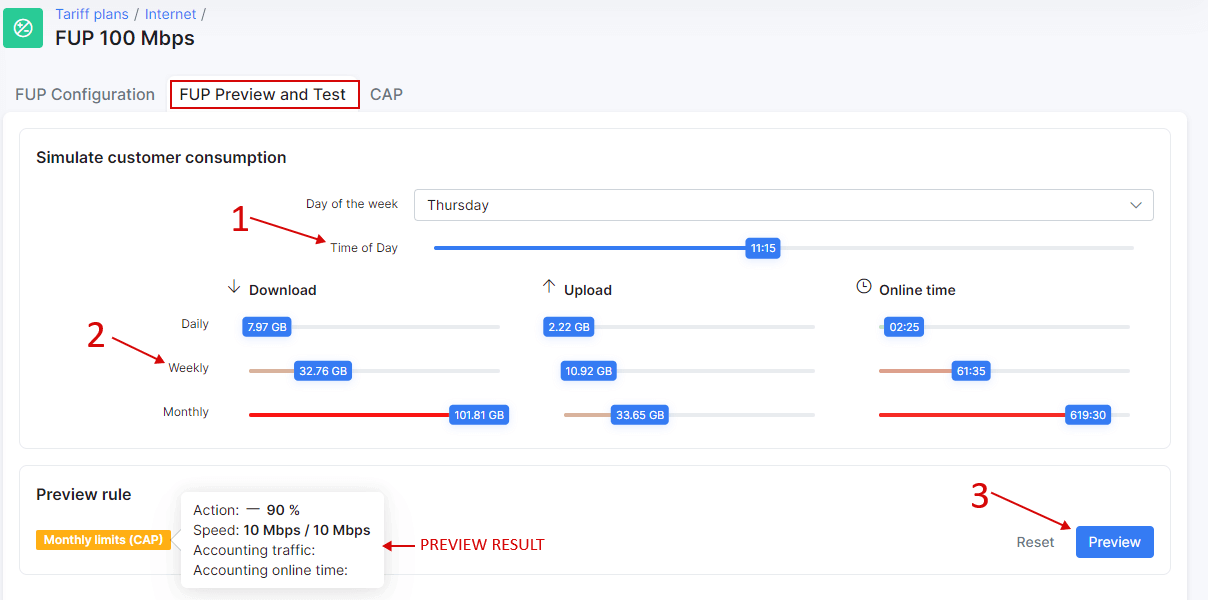 Tariff plans / Internet /
FUP 100 Mbps
FUP Configuration FUP Preview and Test CAP
Simulate customer consumption
Day of the week Thursday
1
Time of Day 11:15
Download Upload Online time
2
Daily 7.97 GB 2.22 GB 02:25
Weekly 32.76 GB 10.92 GB 61:35
Monthly 101.81 GB 33.65 GB 619:30
Preview rule
3
Action: — 90 %
Speed: 10 Mbps / 10 Mbps
Monthly limits (CAP)
Accounting traffic:
Accounting online time:
PREVIEW RESULT
Reset Preview